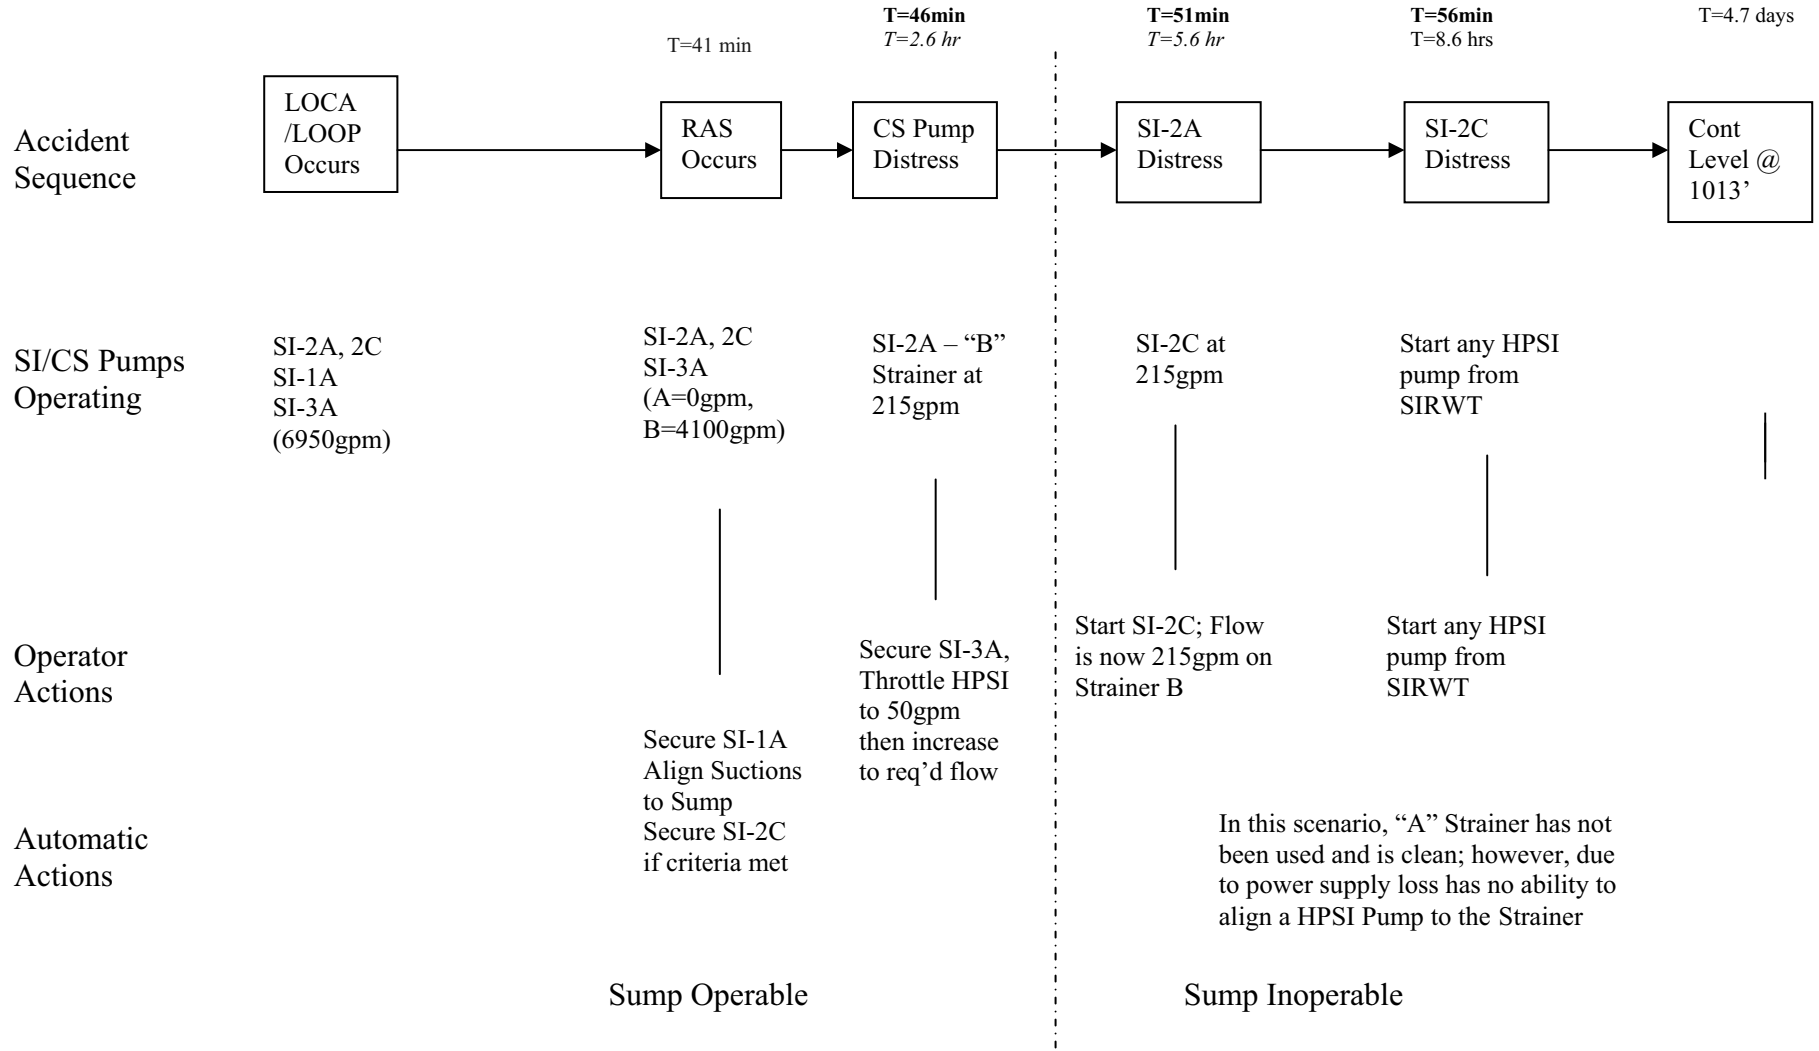 T=46min
T=2.6 hr
T=51min
T=5.6 hr
T=56min
T=8.6 hrs
T=4.7 days
T=41 min
Accident
Sequence
LOCA
/LOOP
Occurs
RAS
Occurs
CS Pump
Distress
SI-2A
Distress
SI-2C
Distress
Cont
Level @
1013’
SI/CS Pumps
Operating
SI-2A, 2C
SI-1A
SI-3A
(6950gpm)
SI-2A, 2C
SI-3A
(A=0gpm,
B=4100gpm)
SI-2A – “B”
Strainer at
215gpm
SI-2C at
215gpm
Start any HPSI
pump from
SIRWT
Operator
Actions
Secure SI-3A,
Throttle HPSI
to 50gpm
then increase
to req’d flow
Start SI-2C; Flow
is now 215gpm on
Strainer B
Start any HPSI
pump from
SIRWT
Automatic
Actions
Secure SI-1A
Align Suctions
to Sump
Secure SI-2C
if criteria met
In this scenario, “A” Strainer has not
been used and is clean; however, due
to power supply loss has no ability to
align a HPSI Pump to the Strainer
Sump Operable
Sump Inoperable